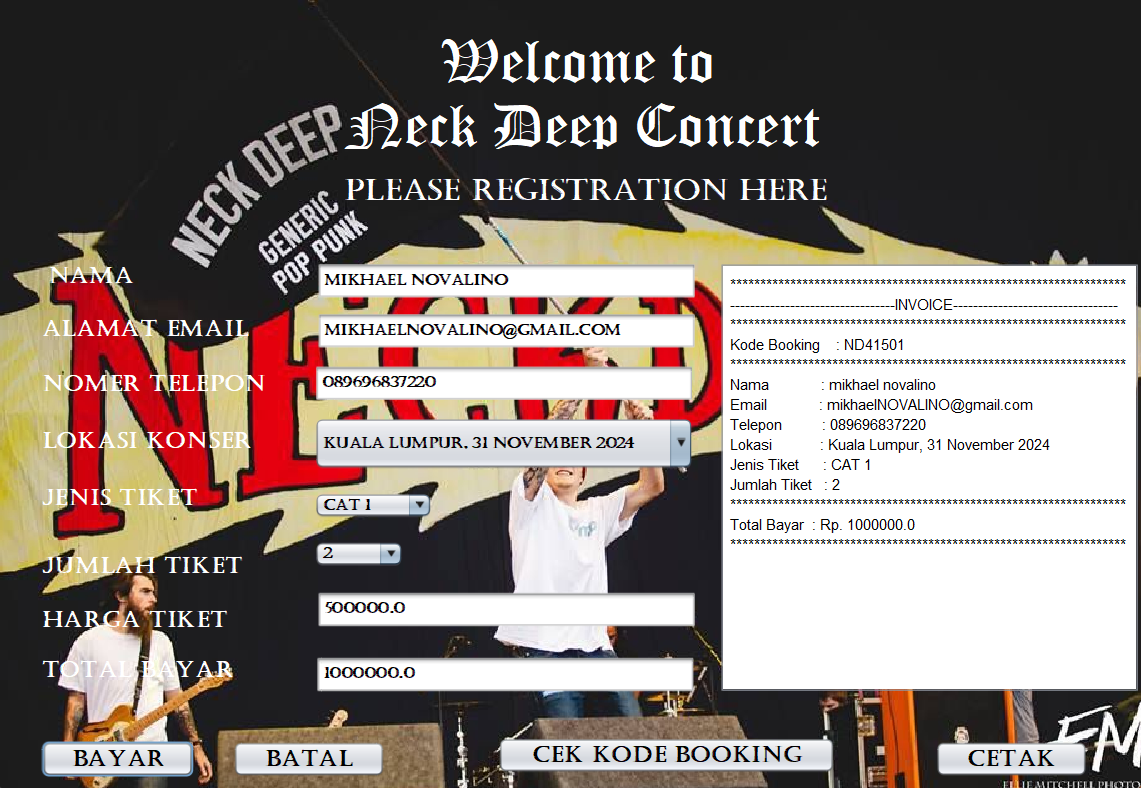 Welcome to
Neck Deep Concert
PLEASE REGISTRATION HERE
NECK DEEP
GENERIC
POP PUNK
NAMA
MIKHAEL NOVALINO
ALAMAT EMAIL
MIKHAELNOVALINO@GMAIL.COM
NOMER TELEPON
089696837220
LOKASI KONSER
KUALA LUMPUR, 31 NOVEMBER 2024
JENIS TIKET
CAT 1
JUMLAH TIKET
2
HARGA TIKET
500000.0
TOTAL BAYAR
1000000.0
******************************************************************************
---------------------------------INVOICE---------------------------------
******************************************************************************
Kode Booking : ND41501
******************************************************************************
Nama : mikhael novalino
Email : mikhaelNOVALINO@gmail.com
Telepon : 089696837220
Lokasi : Kuala Lumpur, 31 November 2024
Jenis Tiket : CAT 1
Jumlah Tiket : 2
******************************************************************************
Total Bayar : Rp. 1000000.0
******************************************************************************
BAYAR
BATAL
CEK KODE BOOKING
CETAK
ELLIE MITCHELL PHOTO